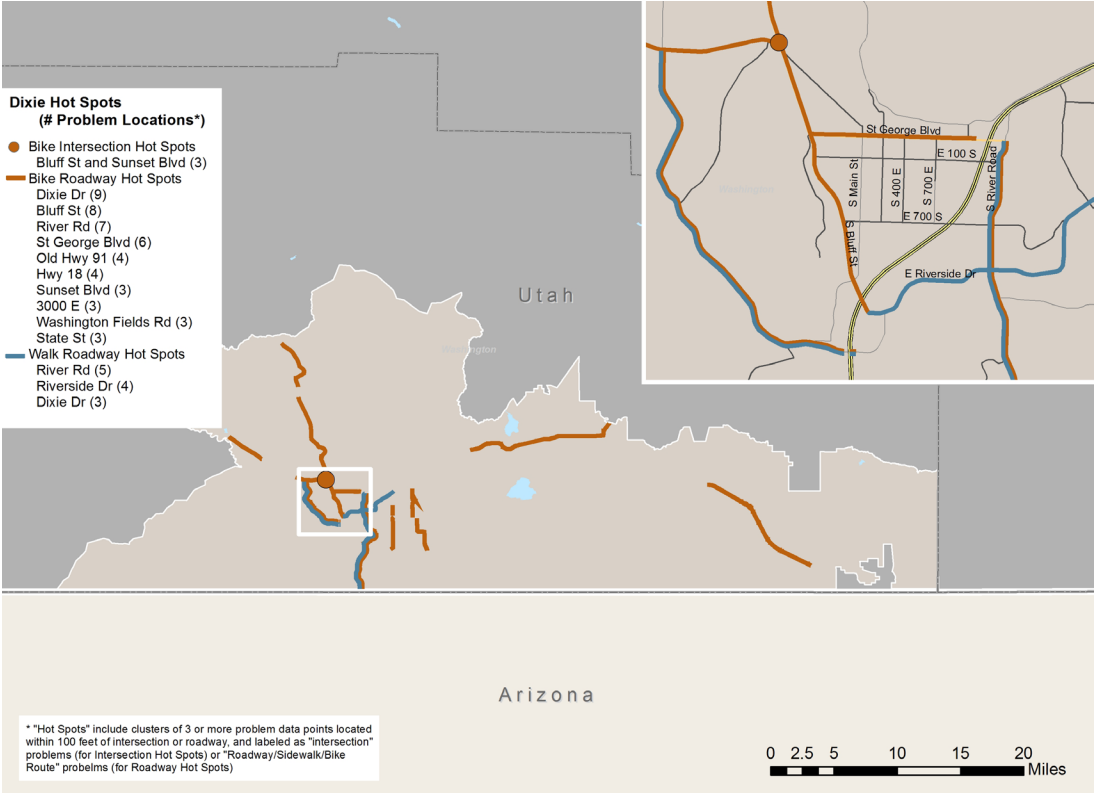 Dixie Hot Spots
(# Problem Locations*)
Bike Intersection Hot Spots
Bluff St and Sunset Blvd (3)
Bike Roadway Hot Spots
Dixie Dr (9)
Bluff St (8)
River Rd (7)
St George Blvd (6)
Old Hwy 91 (4)
Hwy 18 (4)
Sunset Blvd (3)
3000 E (3)
Washington Fields Rd (3)
State St (3)
Walk Roadway Hot Spots
River Rd (5)
Riverside Dr (4)
Dixie Dr (3)
St George Blvd
E 100 S
S Main St
S 400 E
S 700 E
S River Road
Washington
E 700 S
S Bluff St
E Riverside Dr
Utah
Washington
Arizona
* "Hot Spots" include clusters of 3 or more problem data points located
within 100 feet of intersection or roadway, and labeled as "intersection"
problems (for Intersection Hot Spots) or "Roadway/Sidewalk/Bike
Route" probelms (for Roadway Hot Spots)
0 2.5 5 10 15 20
Miles